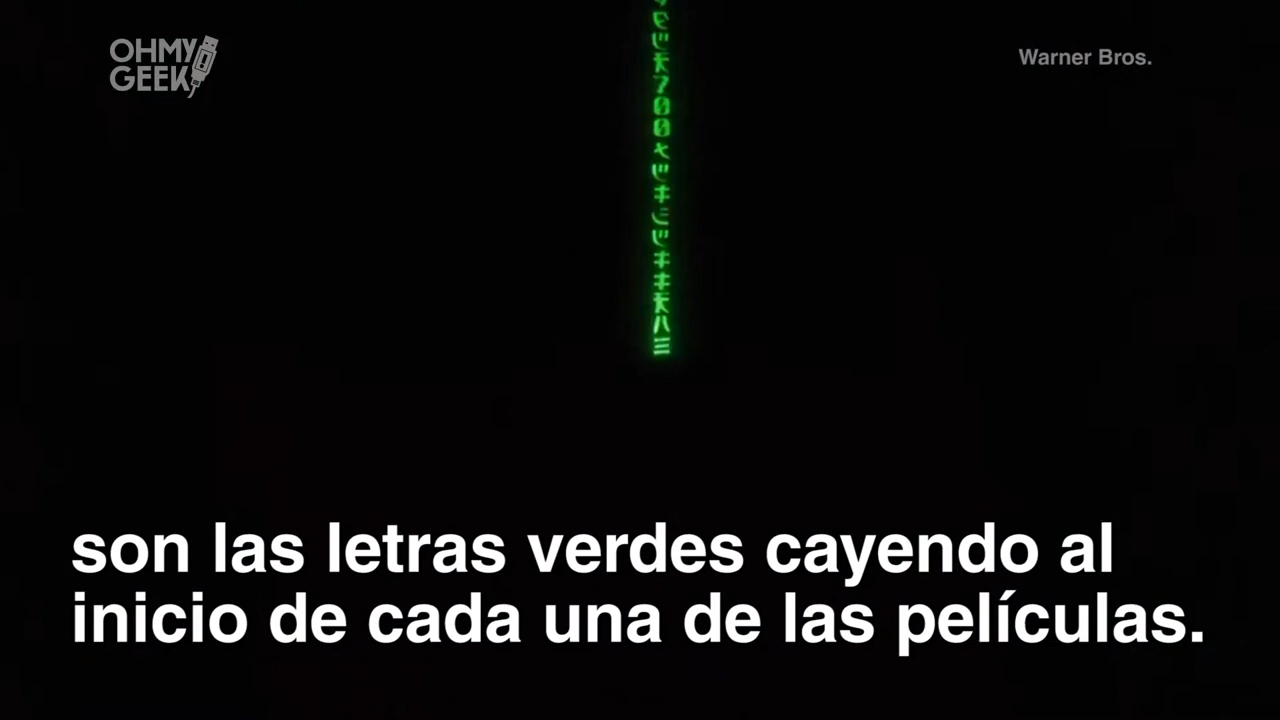 OHMY
GEEK
Warner Bros.
son las letras verdes cayendo al
inicio de cada una de las películas.